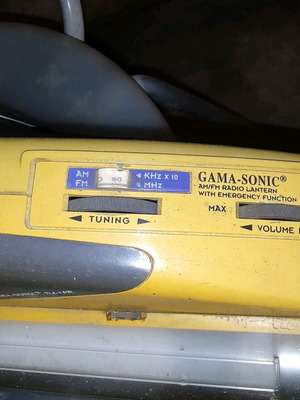 AM ◄ KHz x 10
FM ◄ MHz
80
◄ TUNING ►
GAMA-SONIC®
AM/FM RADIO LANTERN
WITH EMERGENCY FUNCTION
MAX
◄ VOLUME